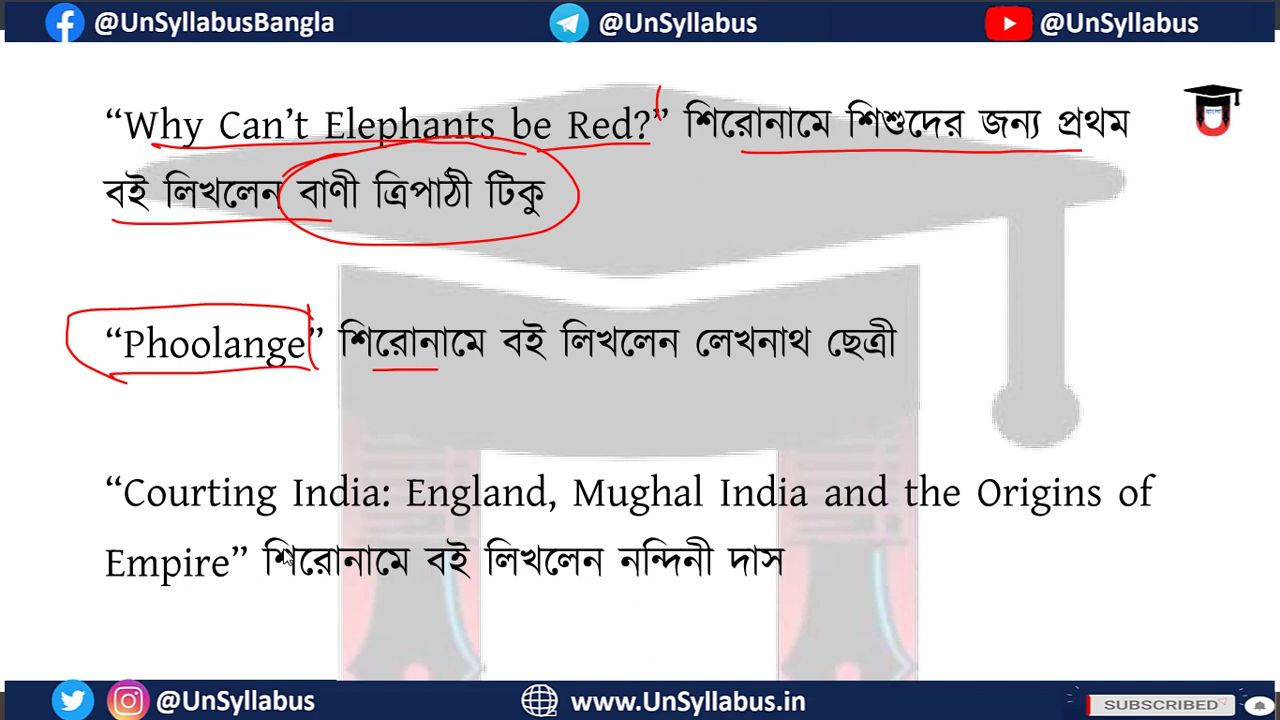 @UnSyllabusBangla @UnSyllabus @UnSyllabus
“Why Can’t Elephants be Red?” শিরোনামে শিশুদের জন্য প্রথম
বই লিখলেন বাণী ত্রিপাঠী টিকু
“Phoolange” শিরোনামে বই লিখলেন লেখনাথ ছেত্রী
“Courting India: England, Mughal India and the Origins of
Empire” শিরোনামে বই লিখলেন নন্দিনী দাস
@UnSyllabus www.UnSyllabus.in SUBSCRIBED